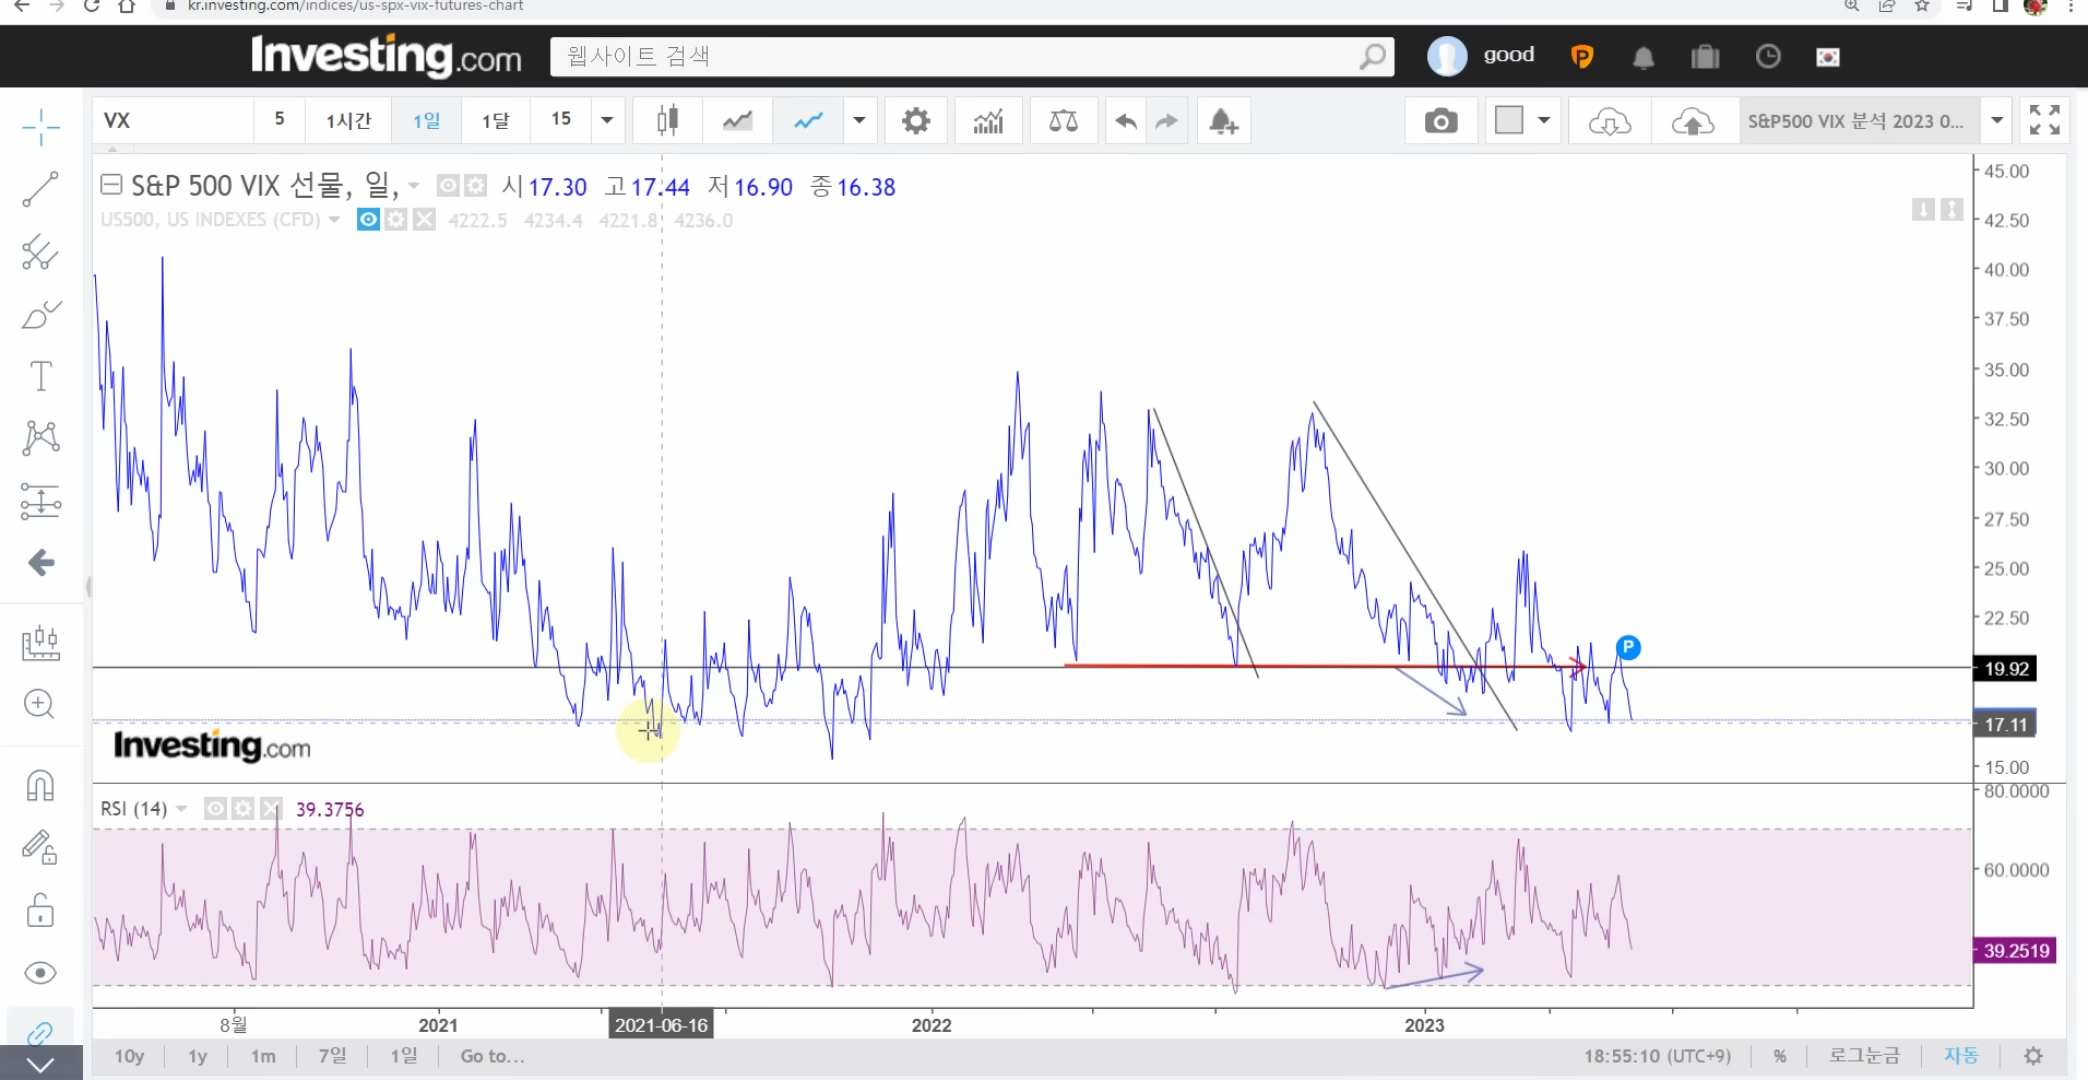 kr.investing.com/indices/us-spx-vix-futures-chart
Investing.com
웹사이트 검색
good
P
VX
5
1시간
1일
1달
15
S&P500 VIX 분석 2023 0...
S&P 500 VIX 선물, 일, 시 17.30 고 17.44 저 16.90 종 16.38
US500, US INDEXES (CFD) 4222.5 4234.4 4221.8 4236.0
45.00
42.50
40.00
37.50
35.00
32.50
30.00
27.50
25.00
22.50
P
19.92
17.11
15.00
T
Investing.com
RSI (14) 39.3756
80.0000
60.0000
39.2519
8월
2021
2021-06-16
2022
2023
10y
1y
1m
7일
1일
Go to...
18:55:10 (UTC+9)
%
로그눈금
자동